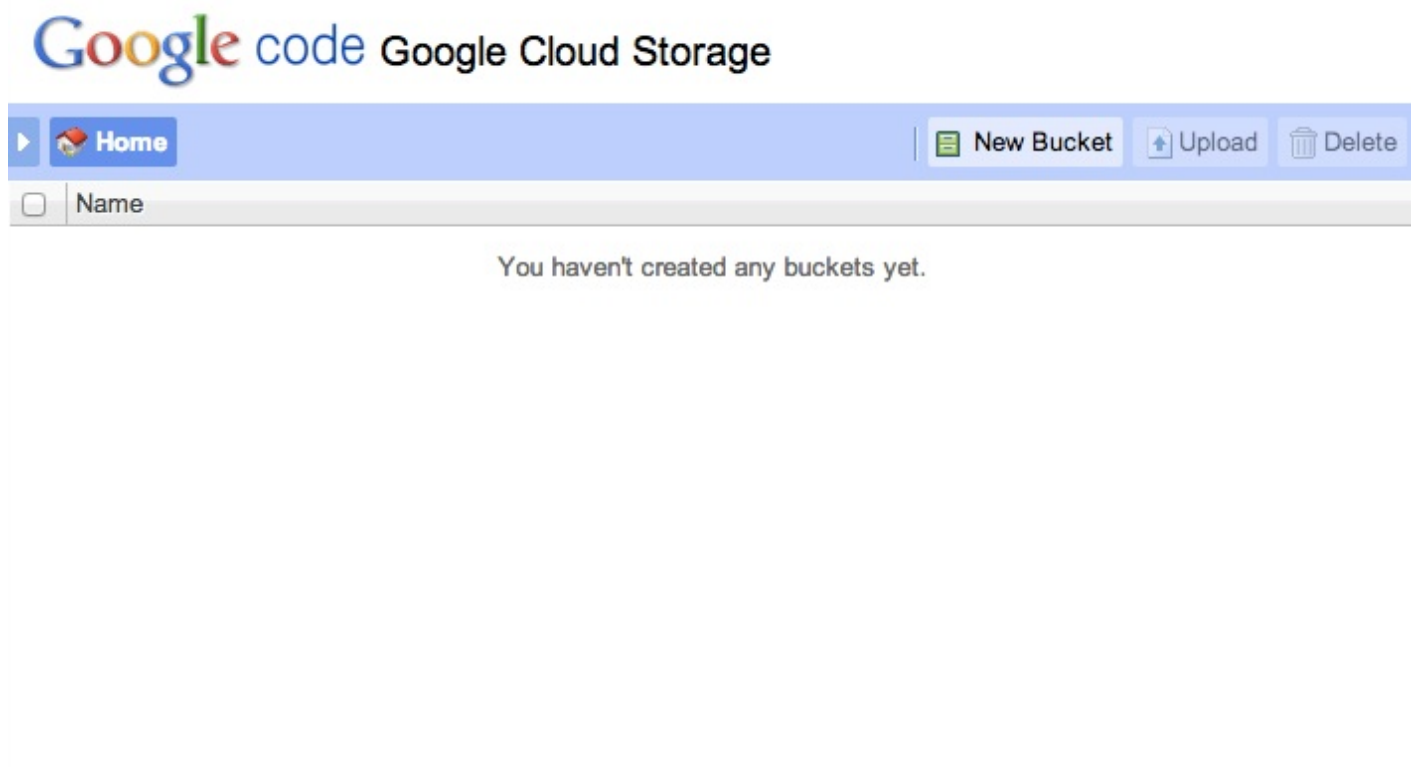 Google code Google Cloud Storage
Home New Bucket Upload Delete
Name
You haven't created any buckets yet.